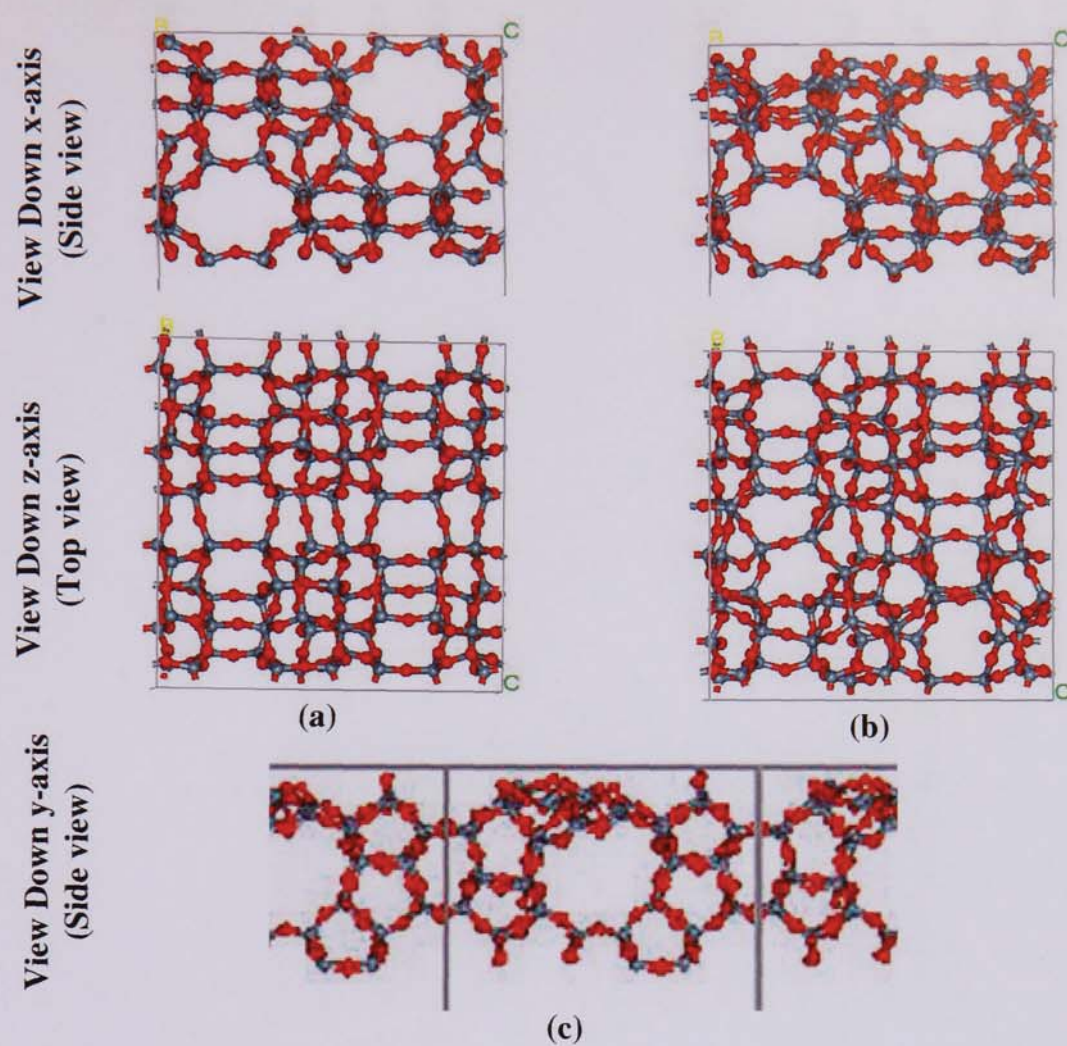 B
C
B
C
View Down x-axis
(Side view)
B
C
B
C
View Down z-axis
(Top view)
(a)
(b)
View Down y-axis
(Side view)
(c)